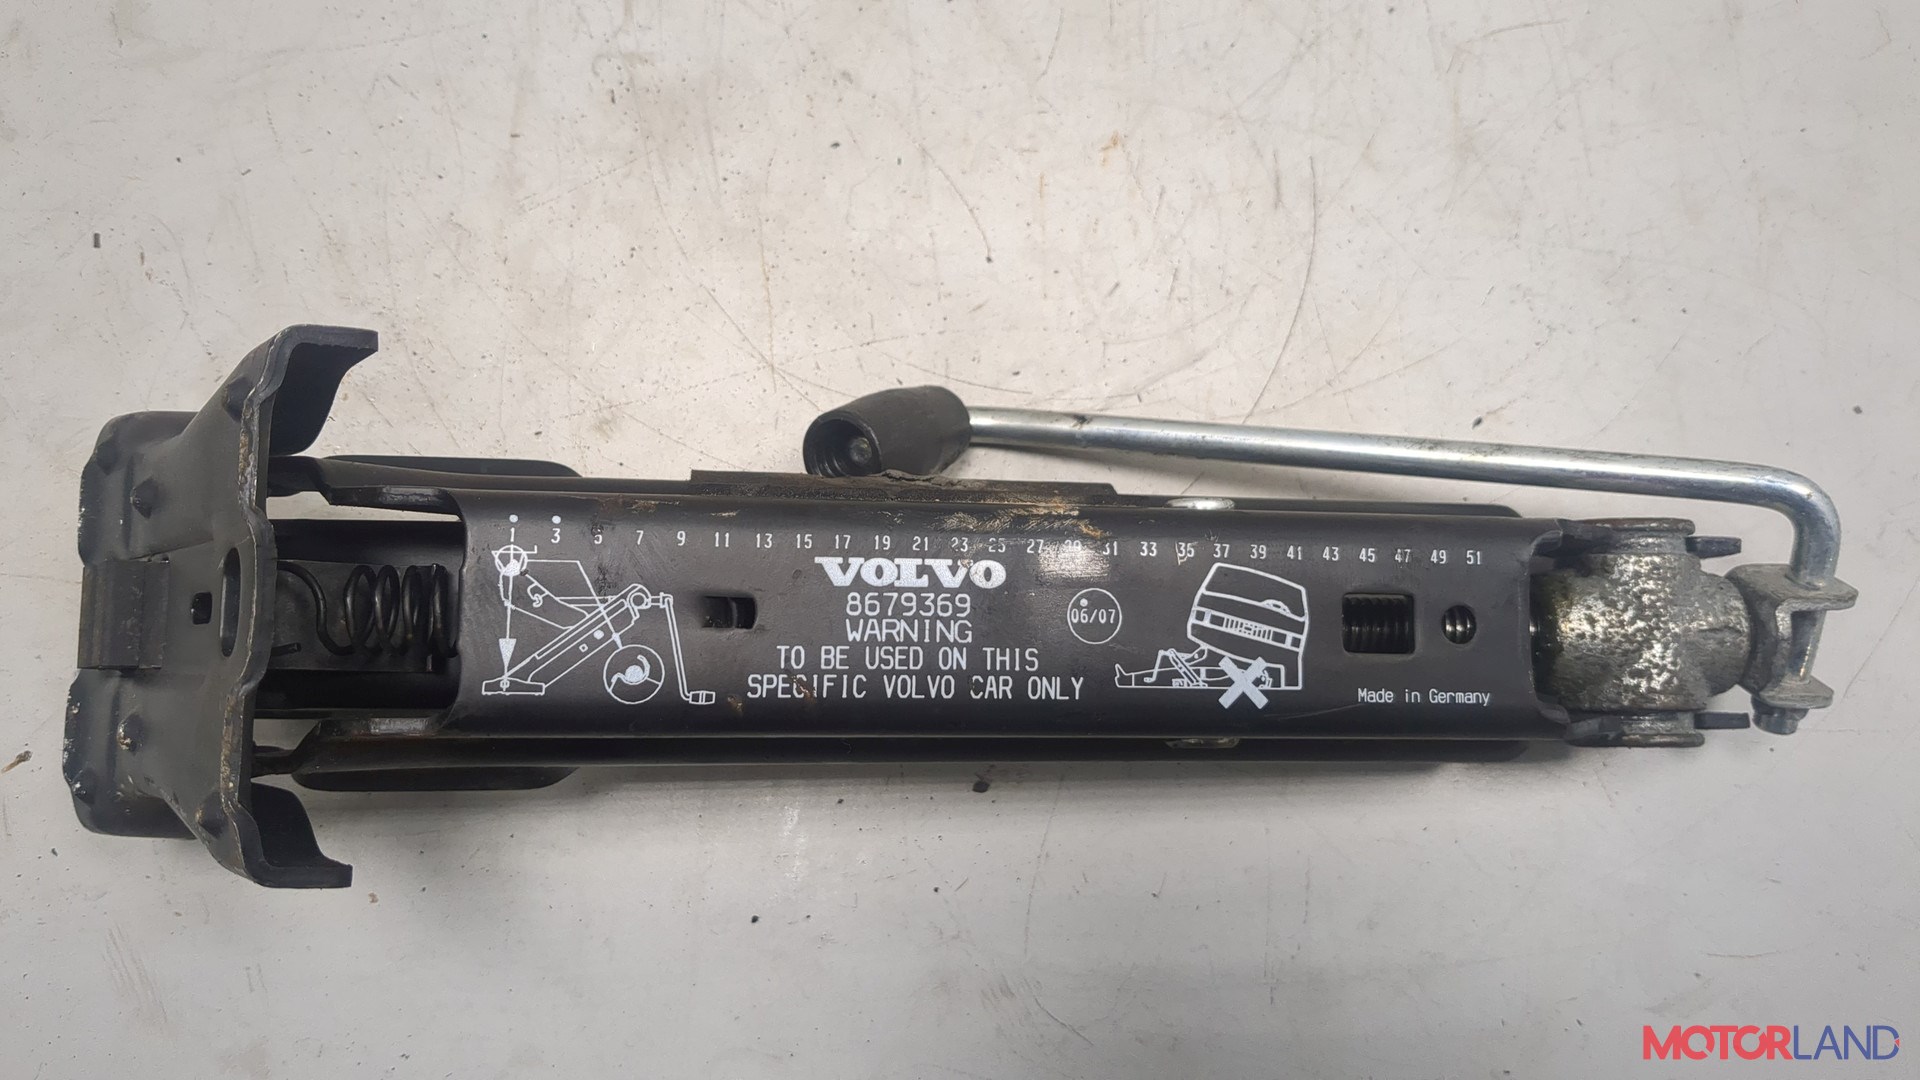 1 3 5 7 9 11 13 15 17 19 21 23 25 27 29 31 33 35 37 39 41 43 45 47 49 51
VOLVO
8679369
WARNING
TO BE USED ON THIS
SPECIFIC VOLVO CAR ONLY
06/07
Made in Germany
MOTORLAND